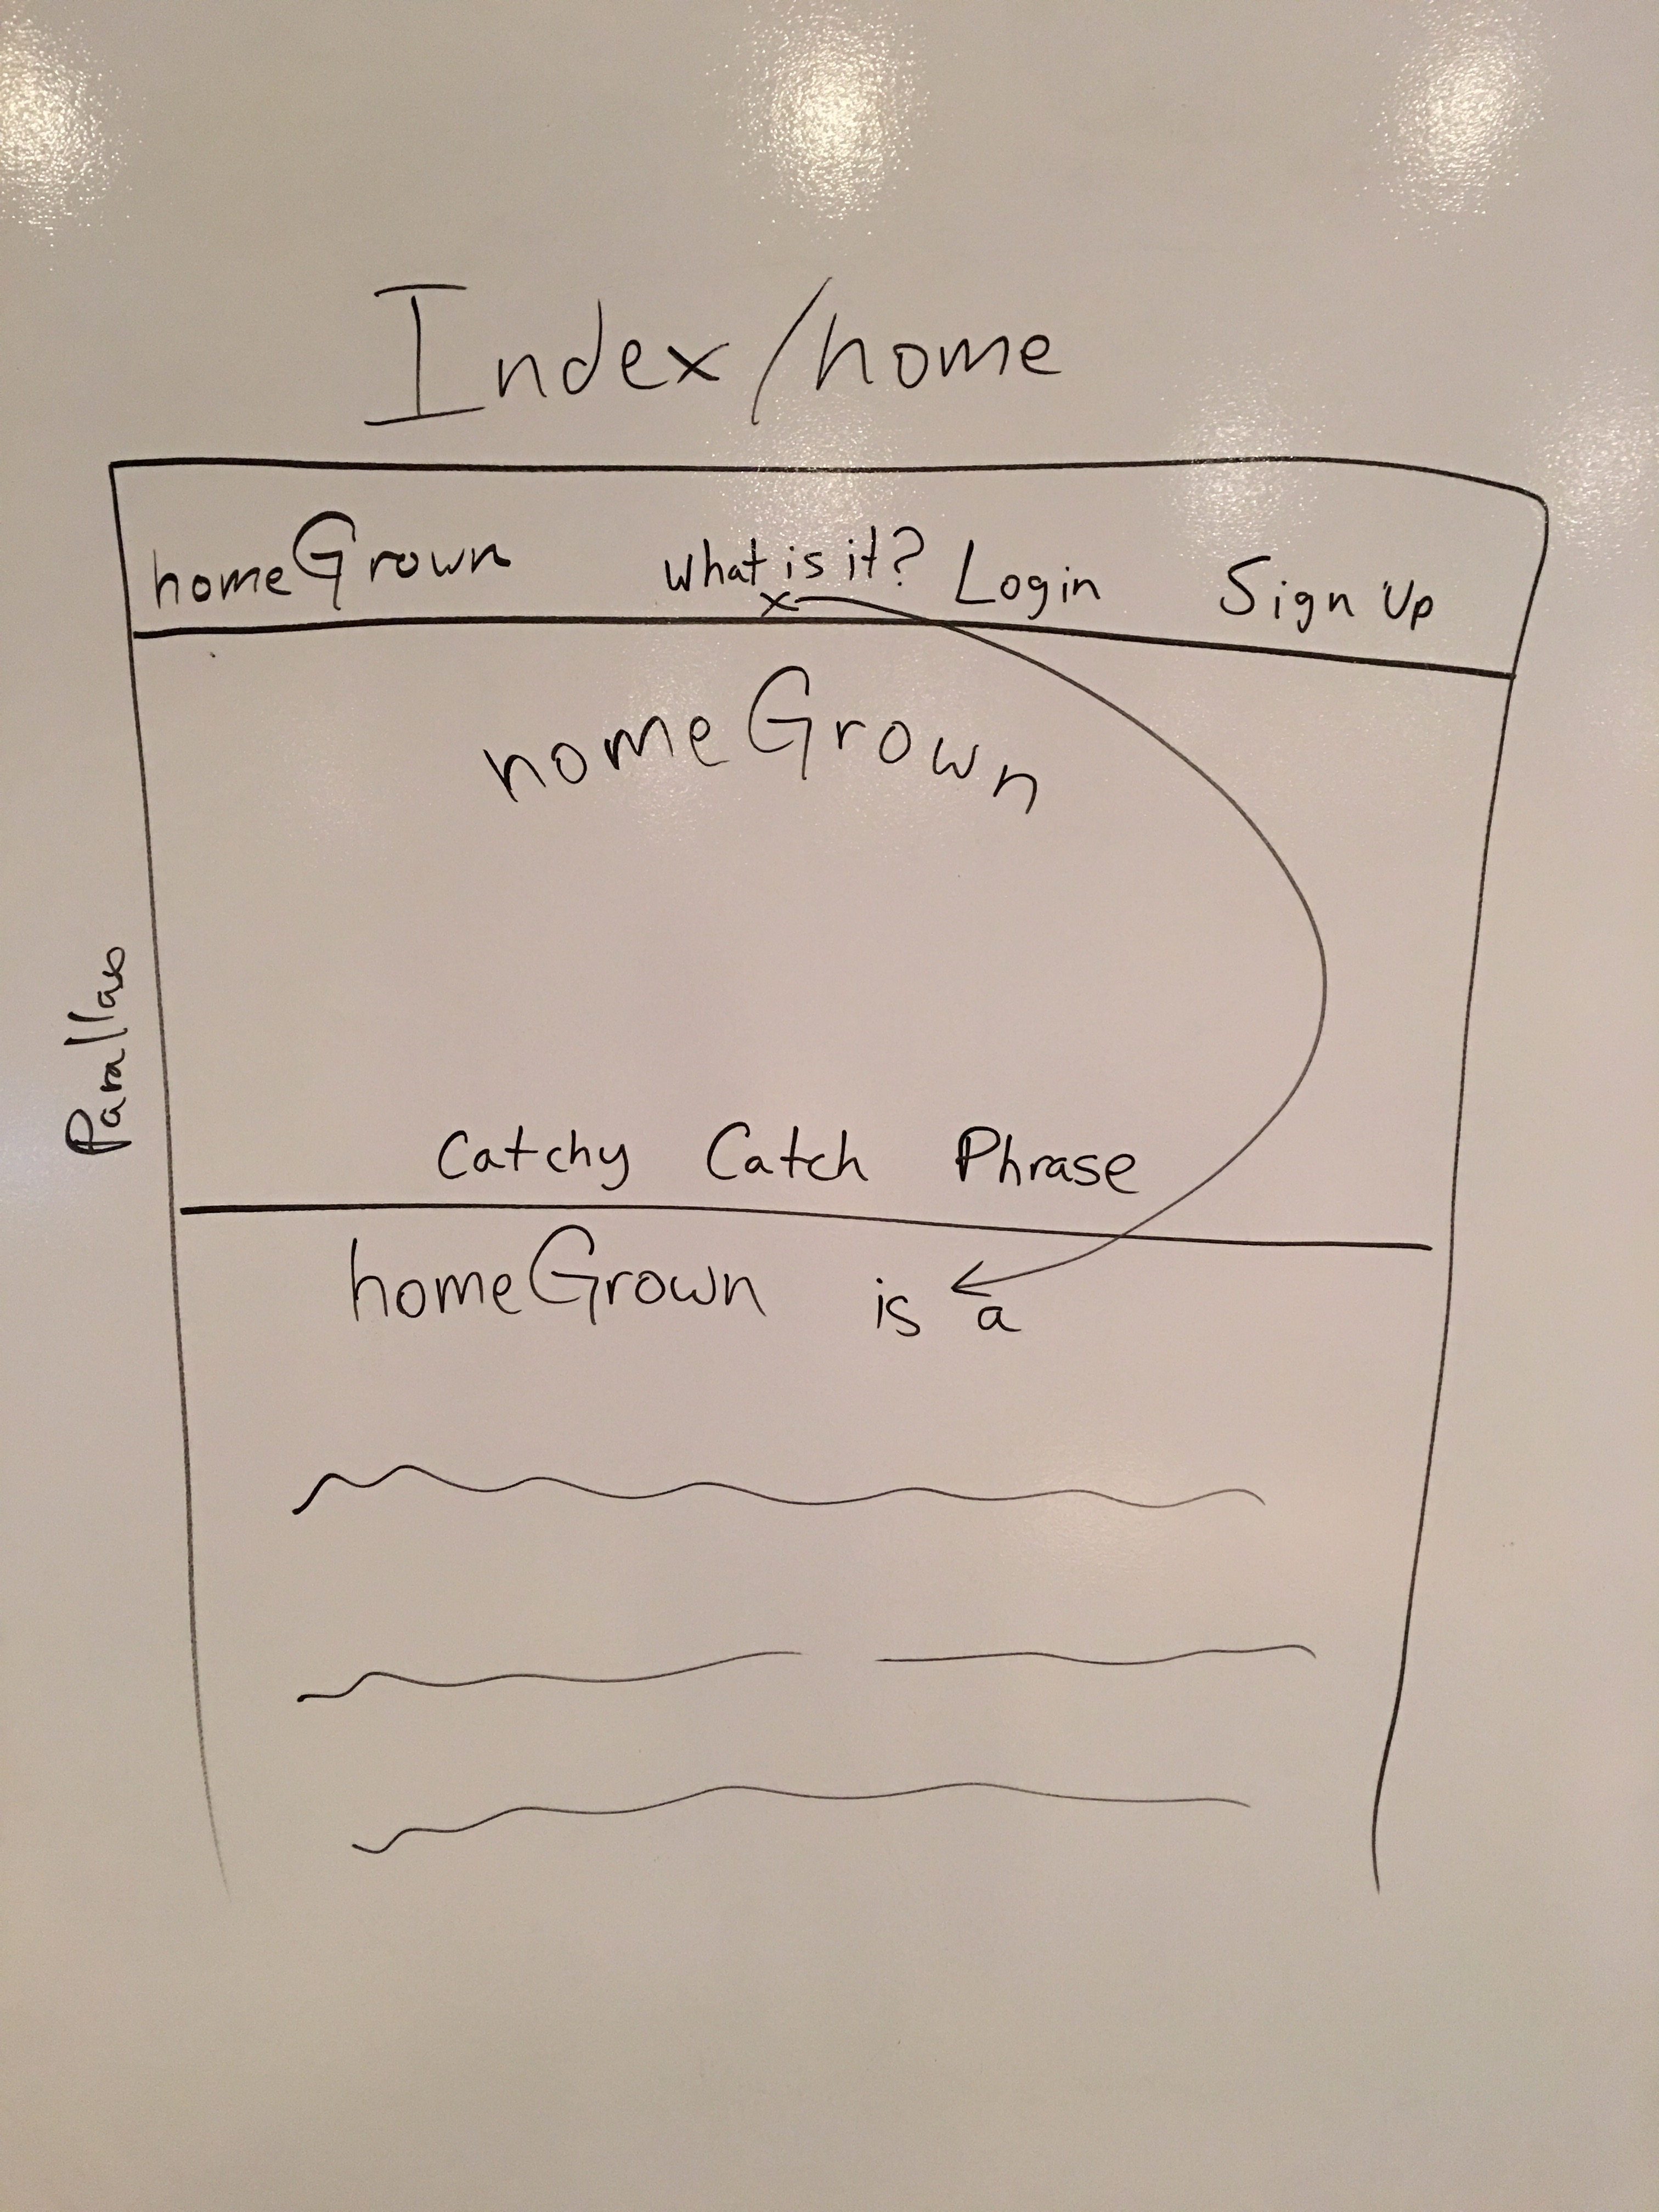 Index/home
homeGrown what is it? Login Sign Up
homeGrown
Parallax
Catchy Catch Phrase
homeGrown is a